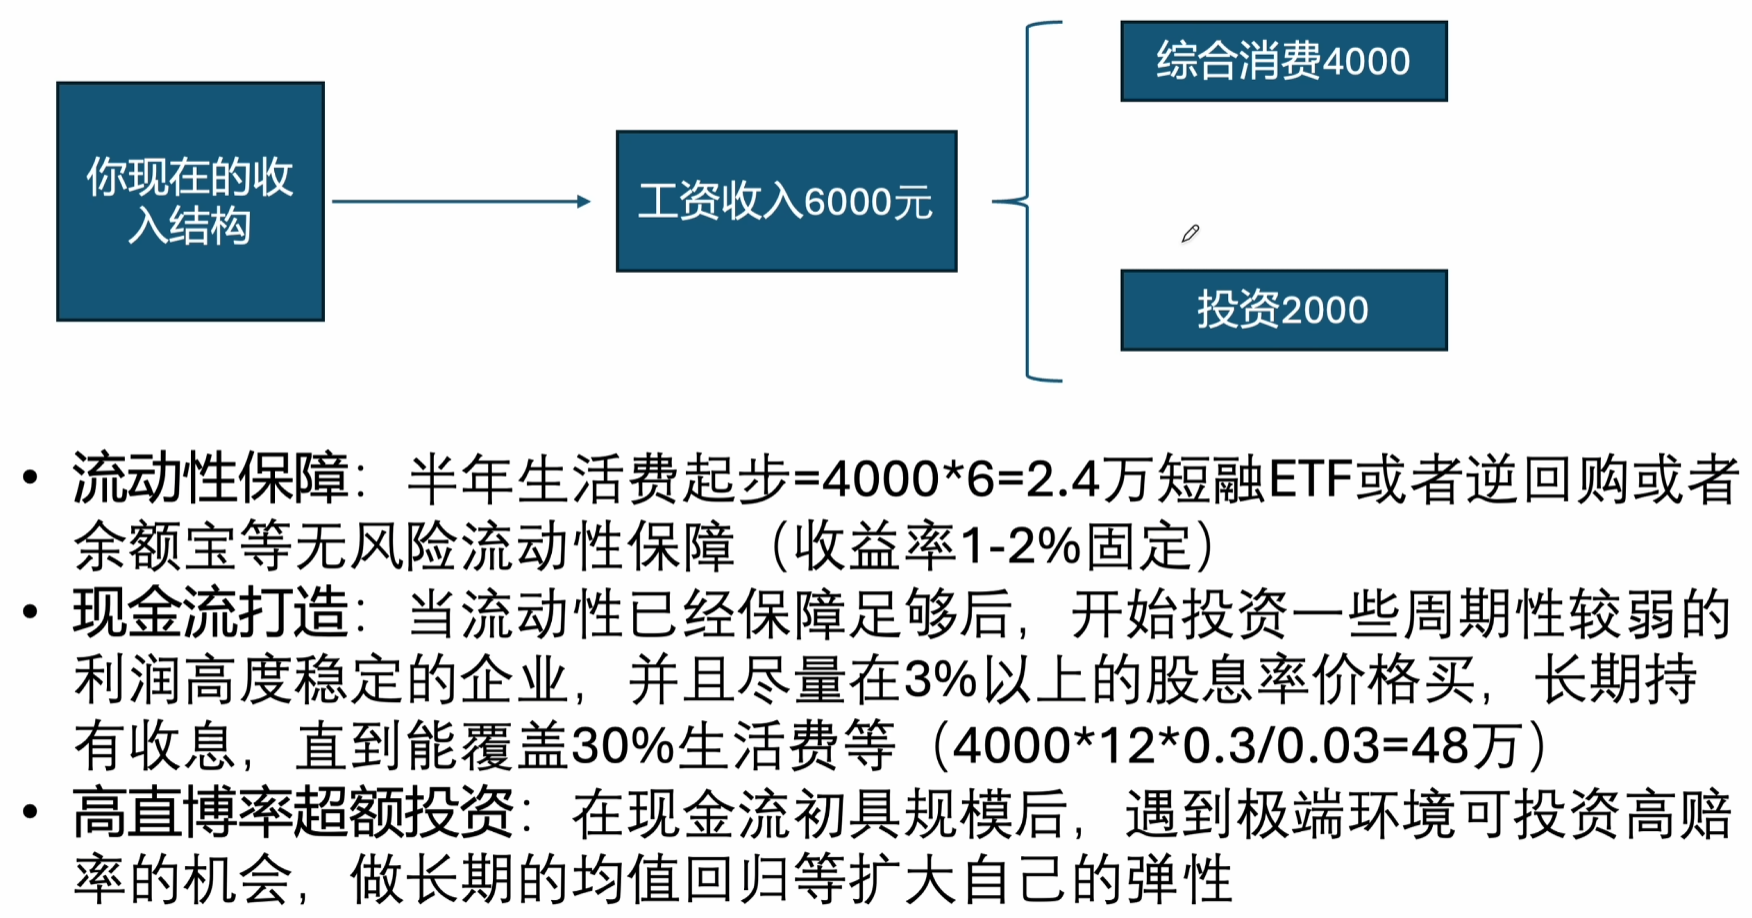 你现在的收
入结构
工资收入6000元
综合消费4000
投资2000
• 流动性保障：半年生活费起步=4000*6=2.4万短融ETF或者逆回购或者
余额宝等无风险流动性保障（收益率1-2%固定）
• 现金流打造：当流动性已经保障足够后，开始投资一些周期性较弱的
利润高度稳定的企业，并且尽量在3%以上的股息率价格买，长期持
有收息，直到能覆盖30%生活费等（4000*12*0.3/0.03=48万）
• 高直博率超额投资：在现金流初具规模后，遇到极端环境可投资高赔
率的机会，做长期的均值回归等扩大自己的弹性